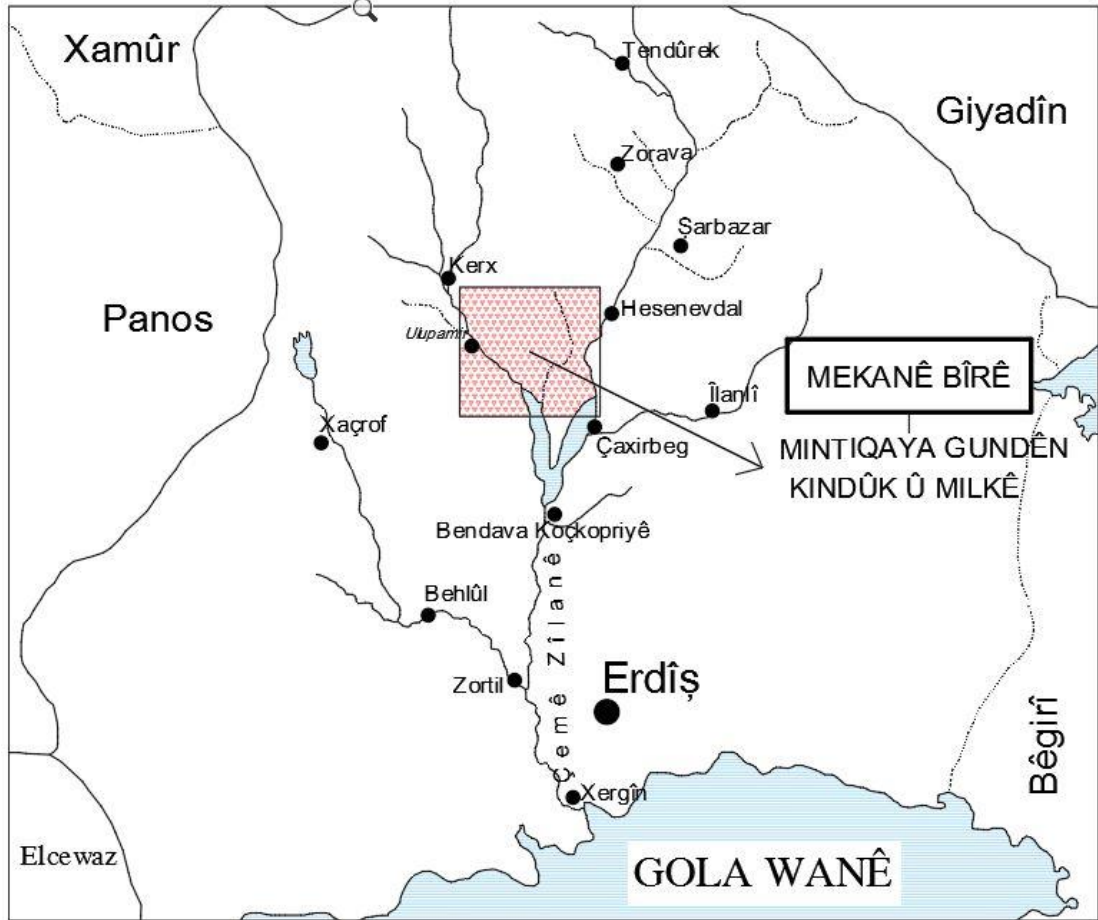 Xamûr
Tendûrek
Giyadîn
Zorava
Şarbazar
Kerx
Panos
Hesenevdal
Ulupamir
MEKANÊ BÎRÊ
Îlanlî
Xaçrof
Çaxirbeg
MINTIQAYA GUNDÊN
KINDÛK Û MILKÊ
Bendava Koçkopriyê
Behlûl
Çemê Zîlanê
Zortil
Erdîş
Bêgirî
Xergîn
Elcewaz
GOLA WANÊ